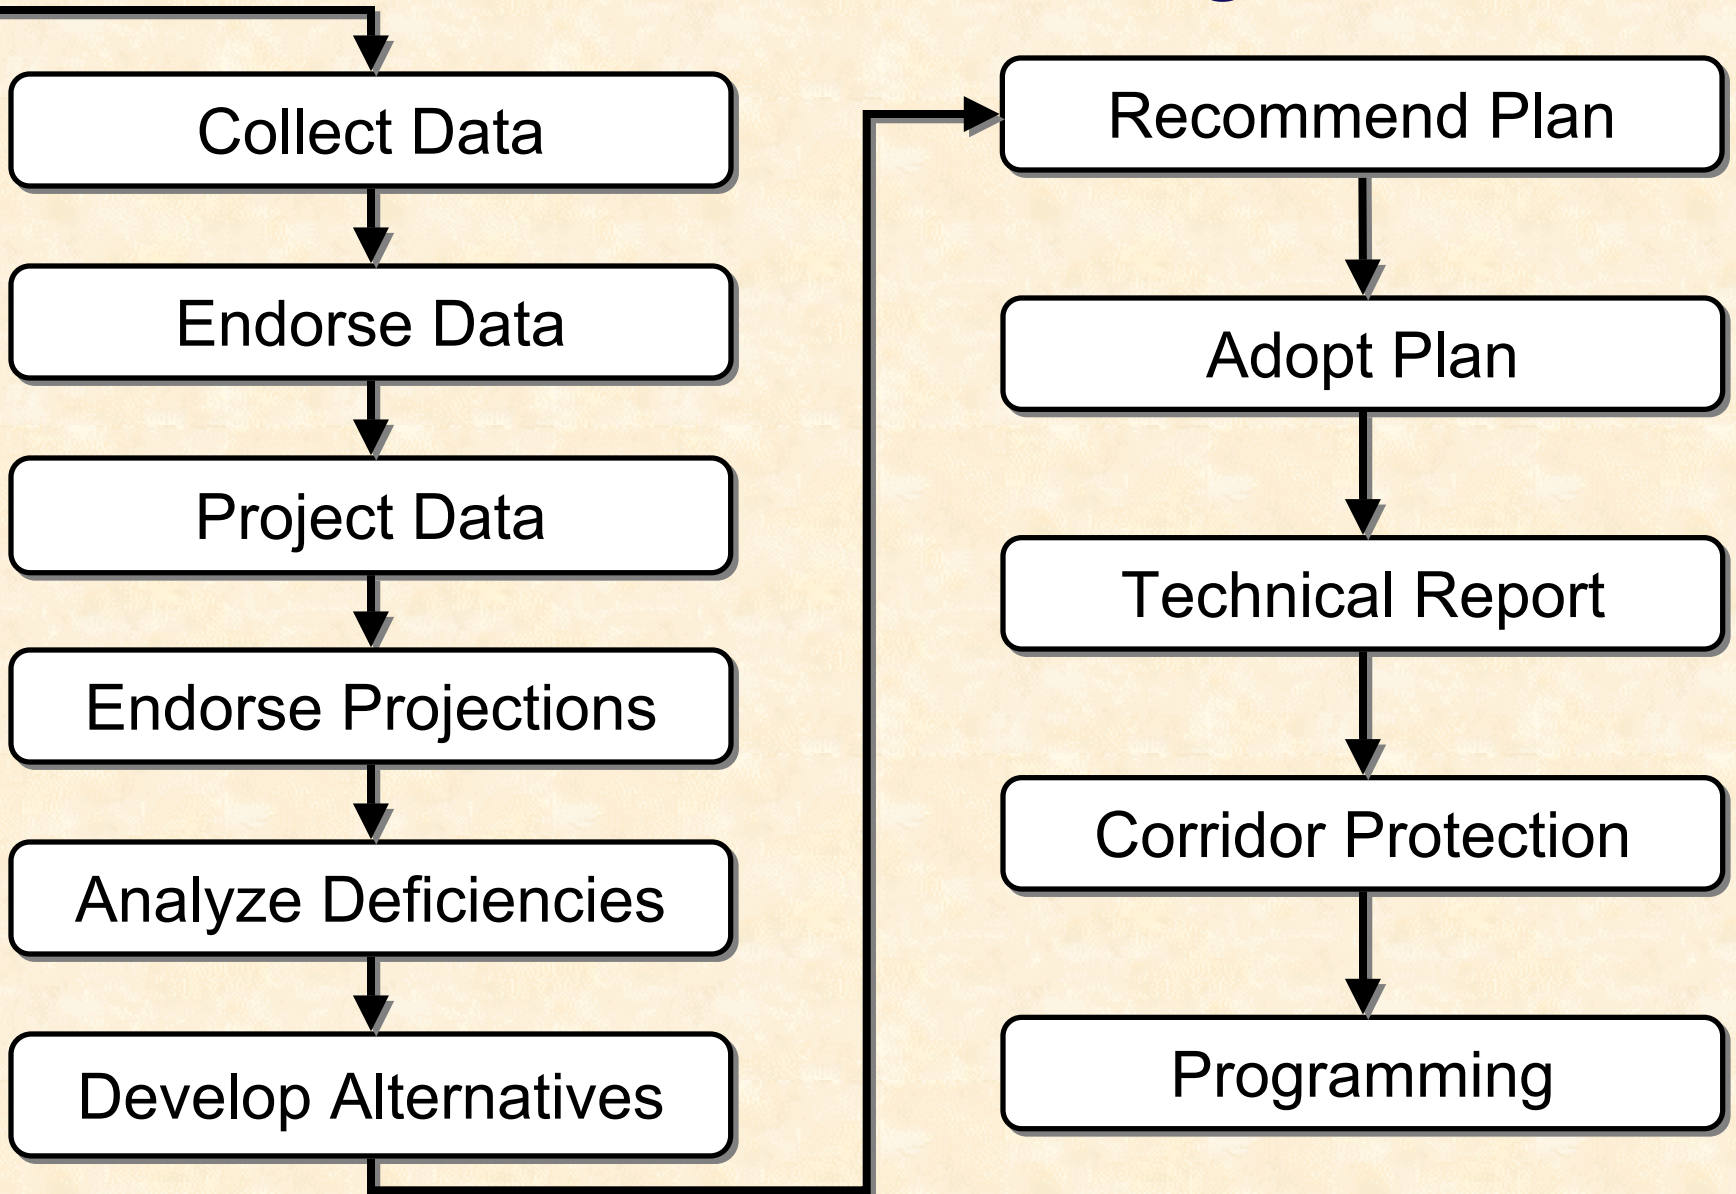 Collect Data
Endorse Data
Project Data
Endorse Projections
Analyze Deficiencies
Develop Alternatives
Recommend Plan
Adopt Plan
Technical Report
Corridor Protection
Programming